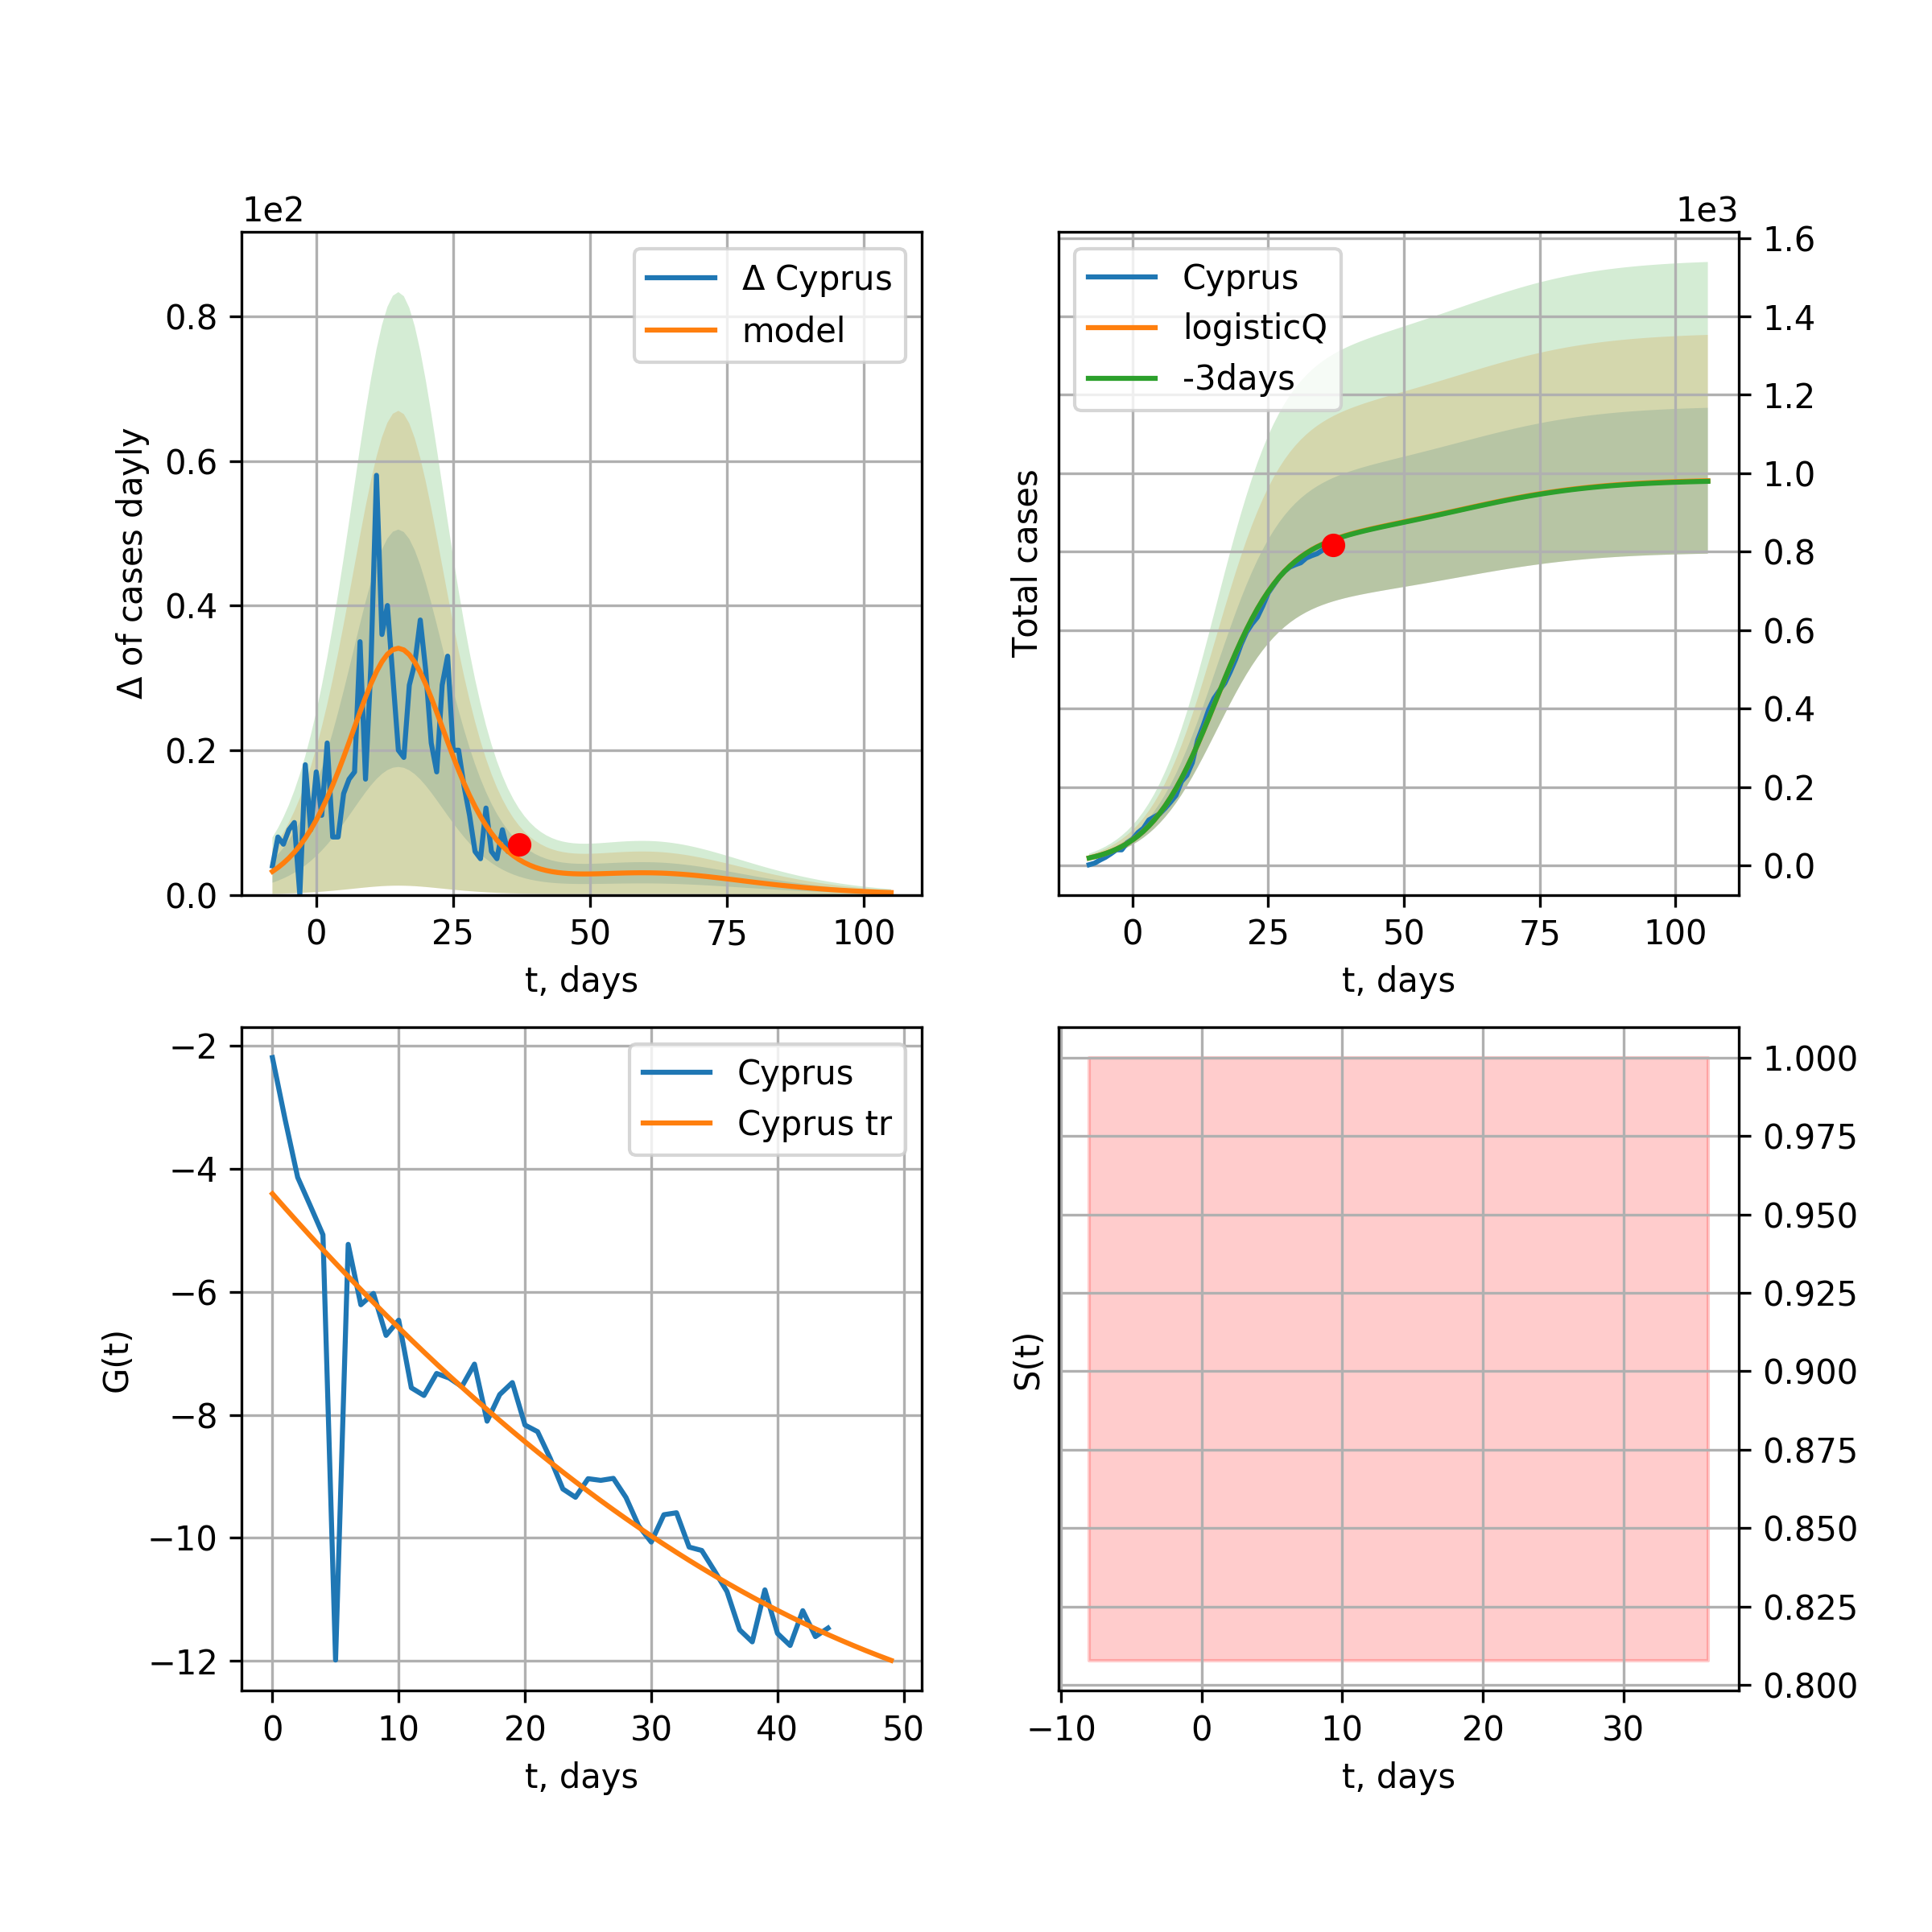 1e2
Δ of cases dayly
0.8
0.6
0.4
0.2
0.0
Δ Cyprus
model
0 25 50 75 100
t, days
1e3
Total cases
Cyprus
logisticQ
-3days
1.6
1.4
1.2
1.0
0.8
0.6
0.4
0.2
0.0
0 25 50 75 100
t, days
G(t)
−2
−4
−6
−8
−10
−12
Cyprus
Cyprus tr
0 10 20 30 40 50
t, days
S(t)
1.000
0.975
0.950
0.925
0.900
0.875
0.850
0.825
0.800
−10 0 10 20 30
t, days